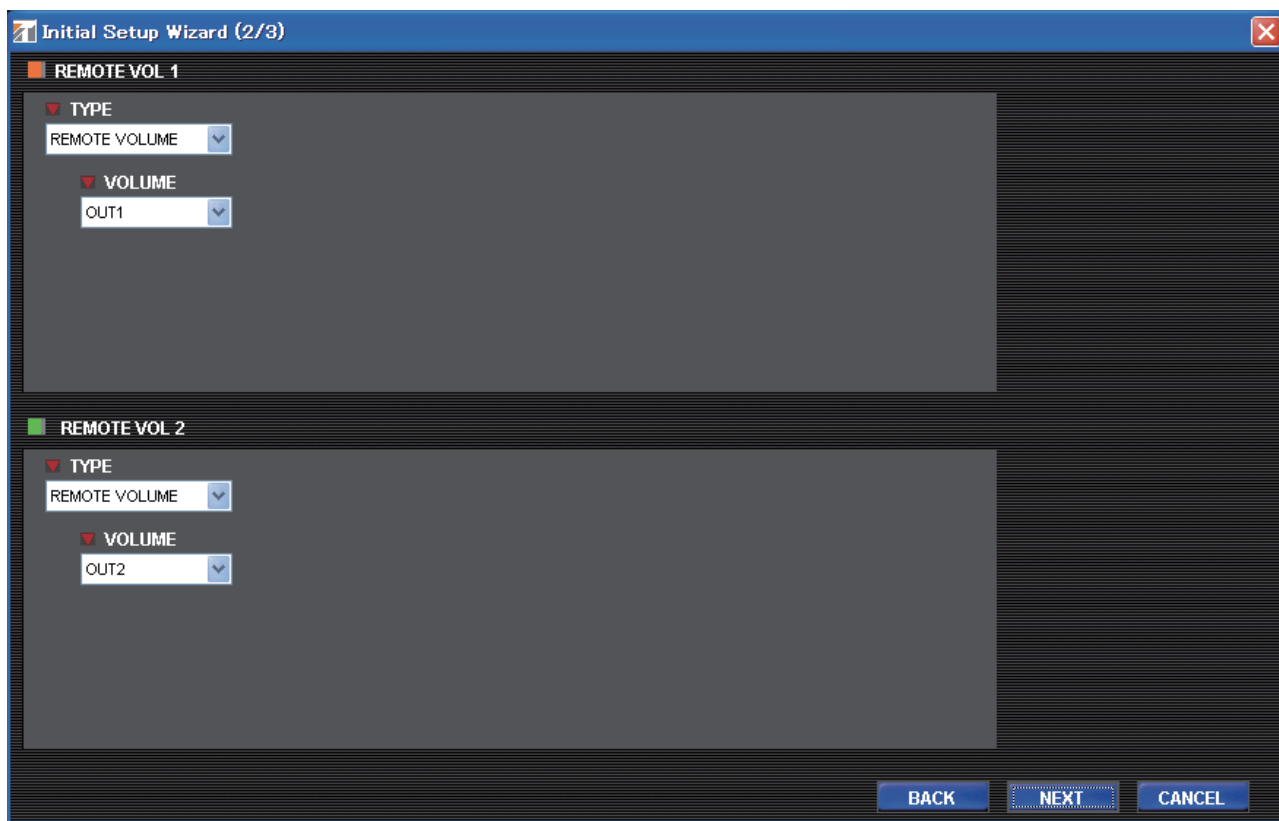 Initial Setup Wizard (2/3)
REMOTE VOL 1
TYPE
REMOTE VOLUME
VOLUME
OUT1
REMOTE VOL 2
TYPE
REMOTE VOLUME
VOLUME
OUT2
BACK NEXT CANCEL